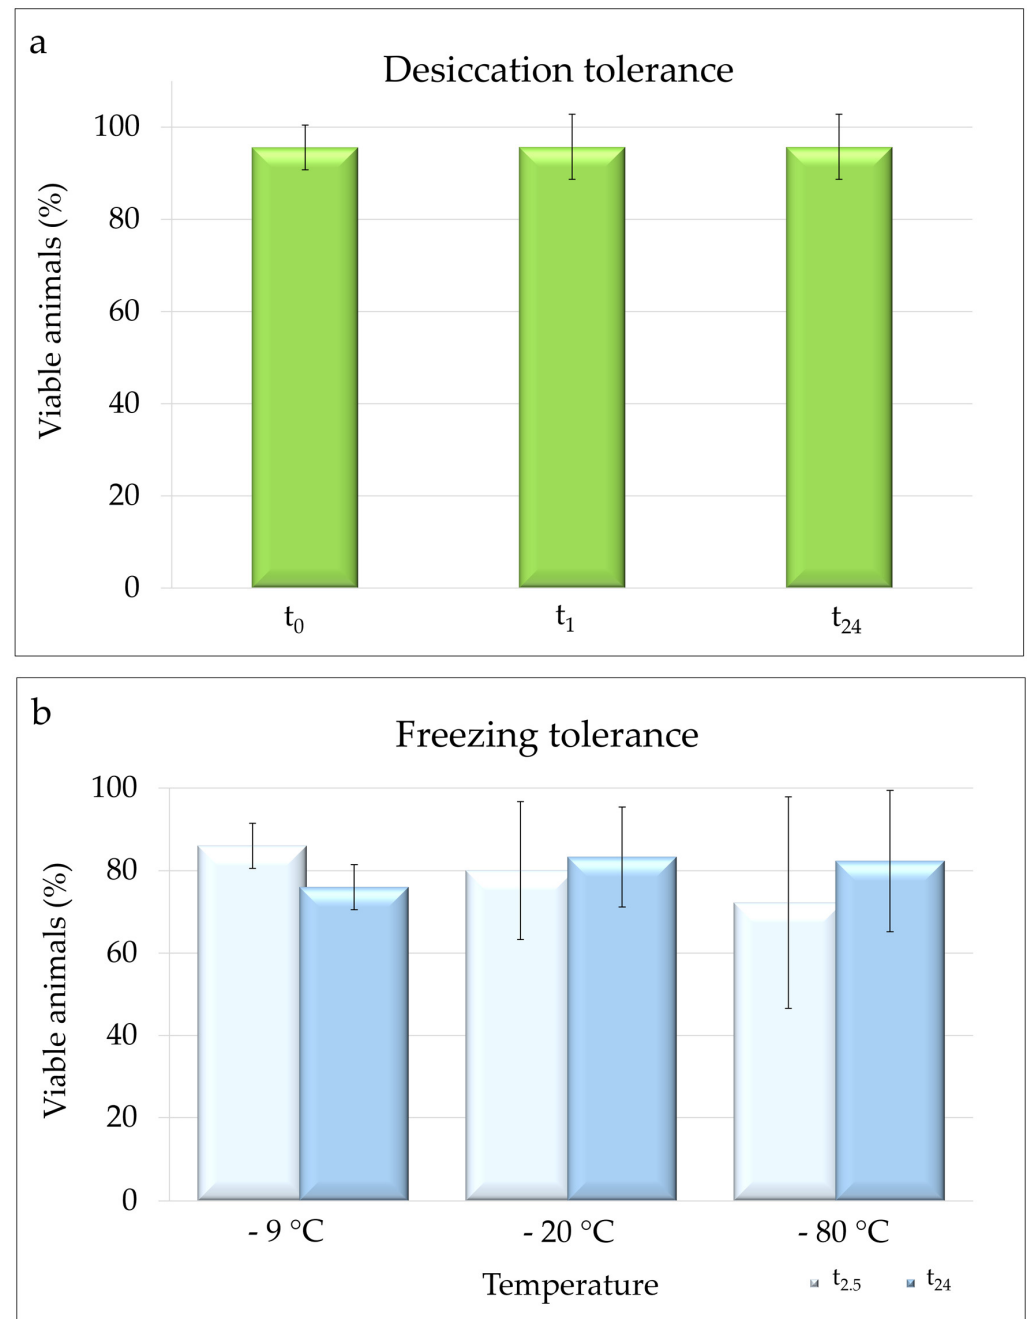 a
Desiccation tolerance
Viable animals (%)
100
80
60
40
20
0
t₀ t₁ t₂₄
b
Freezing tolerance
Viable animals (%)
100
80
60
40
20
0
- 9 °C - 20 °C - 80 °C
Temperature
t₂.₅ t₂₄